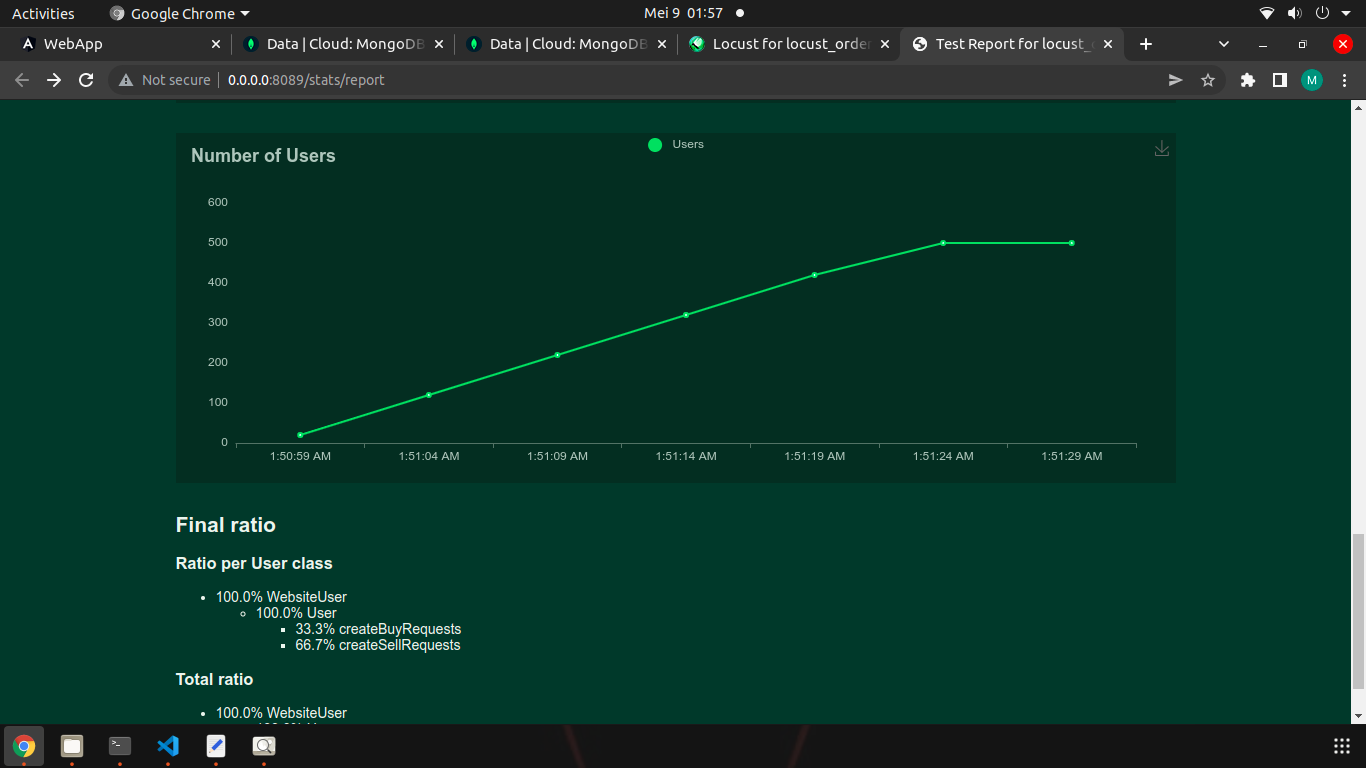 Activities
Google Chrome
Mei 9 01:57
WebApp
Data | Cloud: MongoDB
Data | Cloud: MongoDB
Locust for locust_order
Test Report for locust_
Not secure
0.0.0.0:8089/stats/report
M
Number of Users
Users
600
500
400
300
200
100
0
1:50:59 AM
1:51:04 AM
1:51:09 AM
1:51:14 AM
1:51:19 AM
1:51:24 AM
1:51:29 AM
Final ratio
Ratio per User class
100.0% WebsiteUser
100.0% User
33.3% createBuyRequests
66.7% createSellRequests
Total ratio
100.0% WebsiteUser